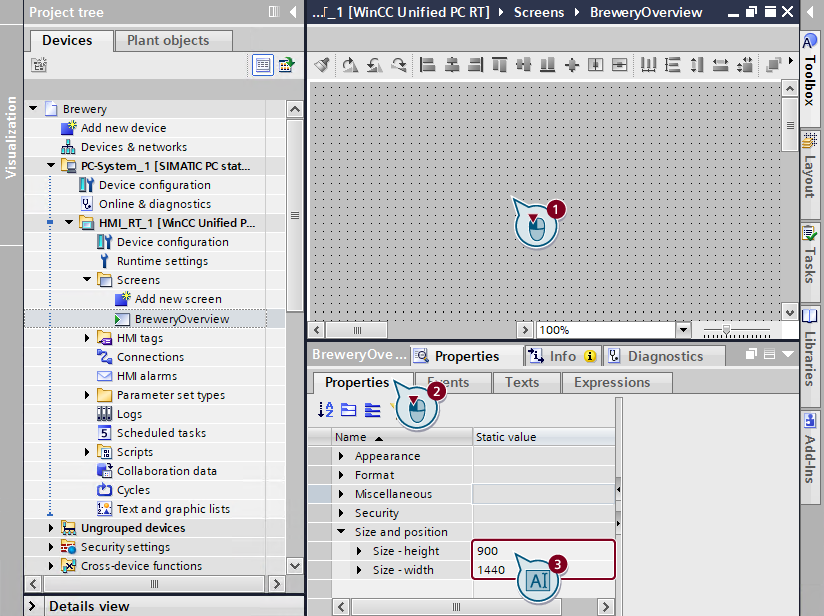 Project tree
Devices
Plant objects
Visualization
Brewery
Add new device
Devices & networks
PC-System_1 [SIMATIC PC stat...
Device configuration
Online & diagnostics
HMI_RT_1 [WinCC Unified P...
Device configuration
Runtime settings
Screens
Add new screen
BreweryOverview
HMI tags
Connections
HMI alarms
Parameter set types
Logs
Scheduled tasks
Scripts
Collaboration data
Cycles
Text and graphic lists
Ungrouped devices
Security settings
Cross-device functions
Details view
_1 [WinCC Unified PC RT] Screens BreweryOverview
1
100%
BreweryOve...
Properties
Info
Diagnostics
Properties
Events
Texts
Expressions
2
Name
Static value
Appearance
Format
Miscellaneous
Security
Size and position
Size - height
900
Size - width
1440
AI
3
Toolbox
Layout
Tasks
Libraries
Add-Ins